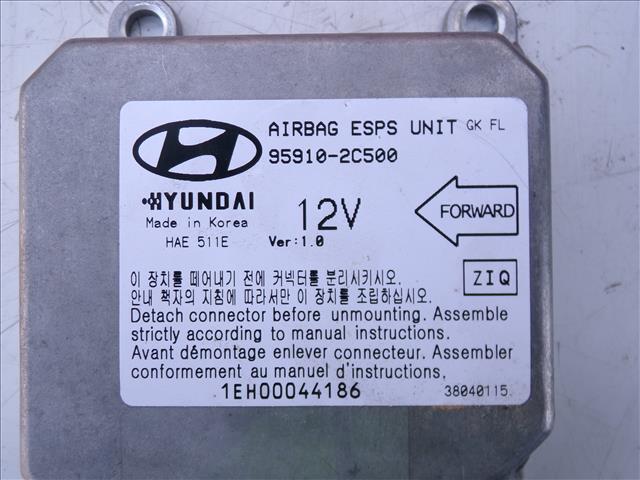 AIRBAG ESPS UNIT GK FL
95910-2C500
HYUNDAI
Made in Korea
HAE 511E
12V
Ver:1.0
FORWARD
ZIQ
이 장치를 떼어내기 전에 커넥터를 분리시키시오.
안내 책자의 지침에 따라서만 이 장치를 조립하십시오.
Detach connector before unmounting. Assemble
strictly according to manual instructions.
Avant démontage enlever connecteur. Assembler
conformement au manuel d'instructions.
1EH00044186
38040115